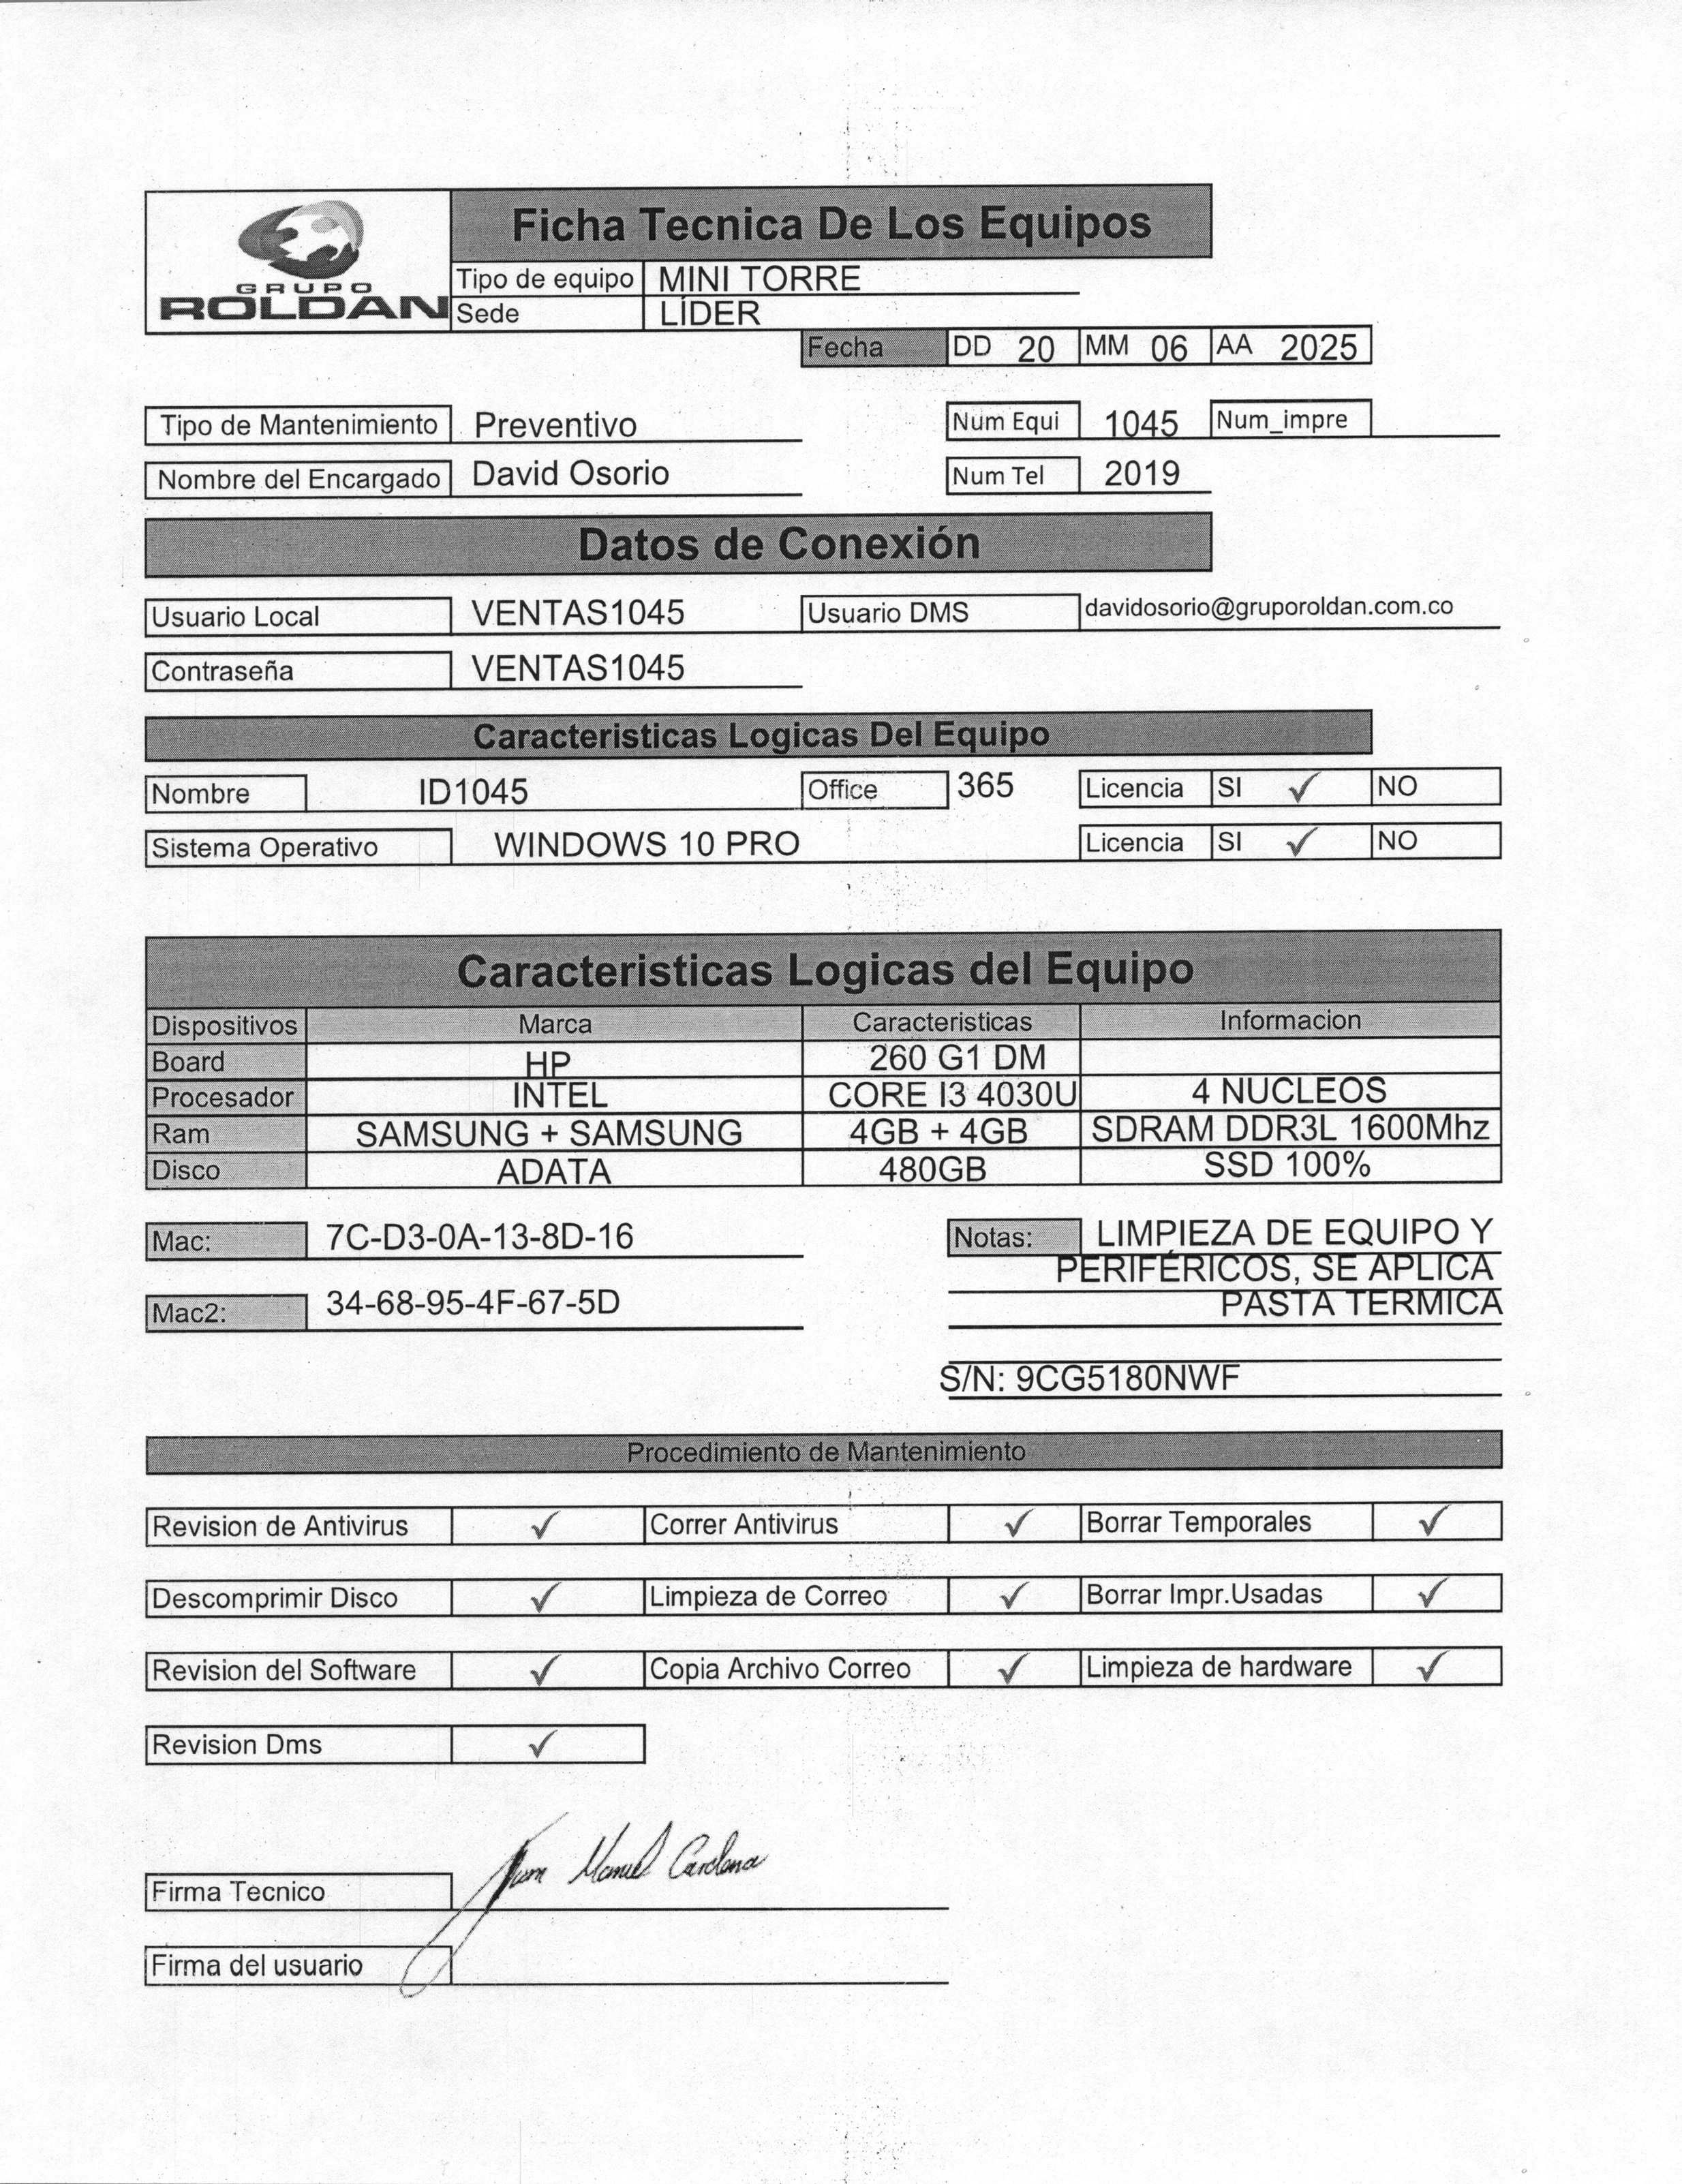 Ficha Tecnica De Los Equipos
GRUPO
ROLDAN
Tipo de equipo MINI TORRE
Sede LÍDER
Fecha DD 20 MM 06 AA 2025
Tipo de Mantenimiento Preventivo Num Equi 1045 Num_impre
Nombre del Encargado David Osorio Num Tel 2019
Datos de Conexión
Usuario Local VENTAS1045 Usuario DMS davidosorio@gruporoldan.com.co
Contraseña VENTAS1045
Caracteristicas Logicas Del Equipo
Nombre ID1045 Office 365 Licencia SI ✓ NO
Sistema Operativo WINDOWS 10 PRO Licencia SI ✓ NO
Caracteristicas Logicas del Equipo
Dispositivos Marca Caracteristicas Informacion
Board HP 260 G1 DM
Procesador INTEL CORE I3 4030U 4 NUCLEOS
Ram SAMSUNG + SAMSUNG 4GB + 4GB SDRAM DDR3L 1600Mhz
Disco ADATA 480GB SSD 100%
Mac: 7C-D3-0A-13-8D-16 Notas: LIMPIEZA DE EQUIPO Y
PERIFÉRICOS, SE APLICA
Mac2: 34-68-95-4F-67-5D PASTA TERMICA
S/N: 9CG5180NWF
Procedimiento de Mantenimiento
Revision de Antivirus ✓ Correr Antivirus ✓ Borrar Temporales ✓
Descomprimir Disco ✓ Limpieza de Correo ✓ Borrar Impr.Usadas ✓
Revision del Software ✓ Copia Archivo Correo ✓ Limpieza de hardware ✓
Revision Dms ✓
Firma Tecnico Juan Manuel Cardona
Firma del usuario